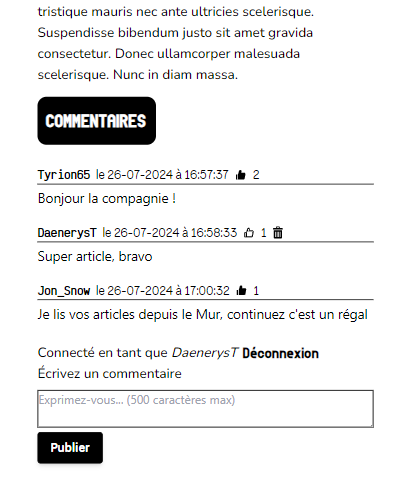 tristique mauris nec ante ultricies scelerisque.
Suspendisse bibendum justo sit amet gravida
consectetur. Donec ullamcorper malesuada
scelerisque. Nunc in diam massa.
COMMENTAIRES
Tyrion65 le 26-07-2024 à 16:57:37 2
Bonjour la compagnie !
DaenerysT le 26-07-2024 à 16:58:33 1
Super article, bravo
Jon_Snow le 26-07-2024 à 17:00:32 1
Je lis vos articles depuis le Mur, continuez c'est un régal
Connecté en tant que DaenerysT Déconnexion
Écrivez un commentaire
Exprimez-vous... (500 caractères max)
Publier